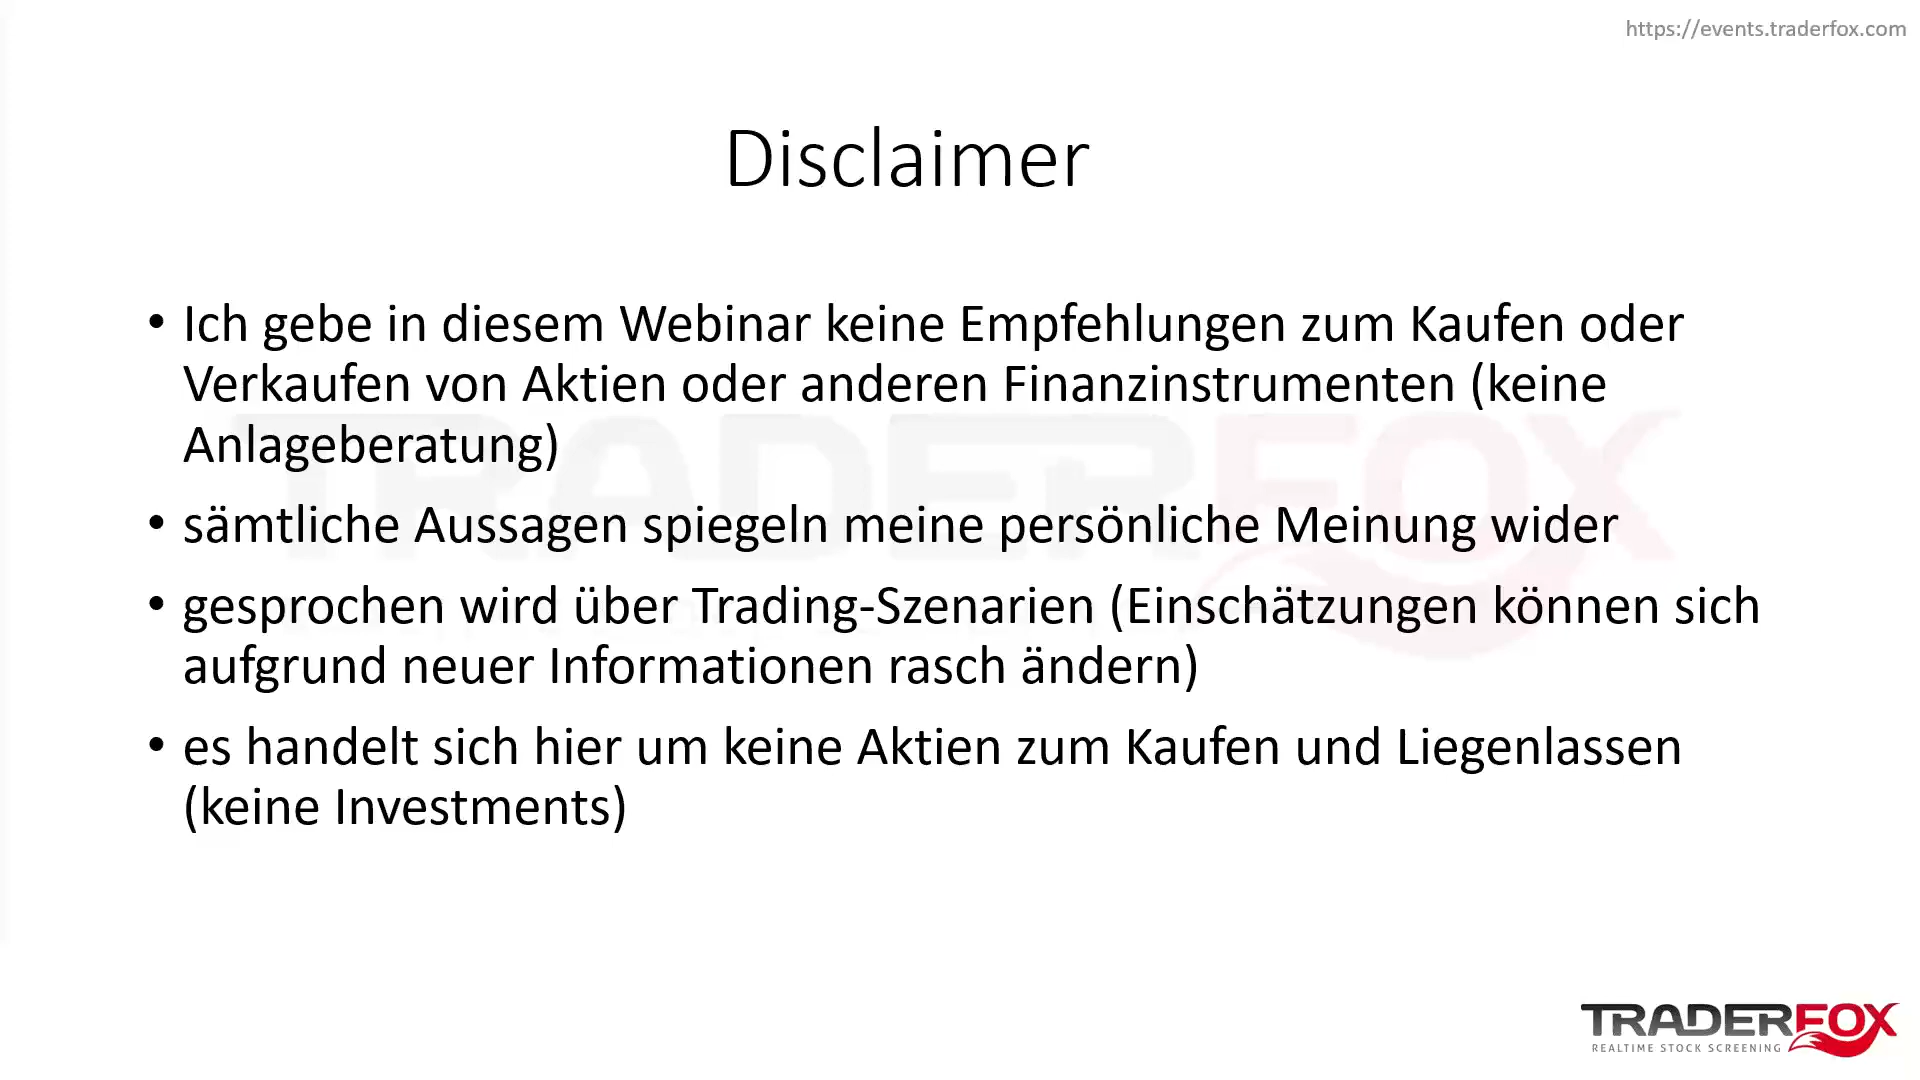 https://events.traderfox.com
Disclaimer
• Ich gebe in diesem Webinar keine Empfehlungen zum Kaufen oder
Verkaufen von Aktien oder anderen Finanzinstrumenten (keine
Anlageberatung)
• sämtliche Aussagen spiegeln meine persönliche Meinung wider
• gesprochen wird über Trading-Szenarien (Einschätzungen können sich
aufgrund neuer Informationen rasch ändern)
• es handelt sich hier um keine Aktien zum Kaufen und Liegenlassen
(keine Investments)
TRADERFOX
TRADERFOX
REALTIME STOCK SCREENING